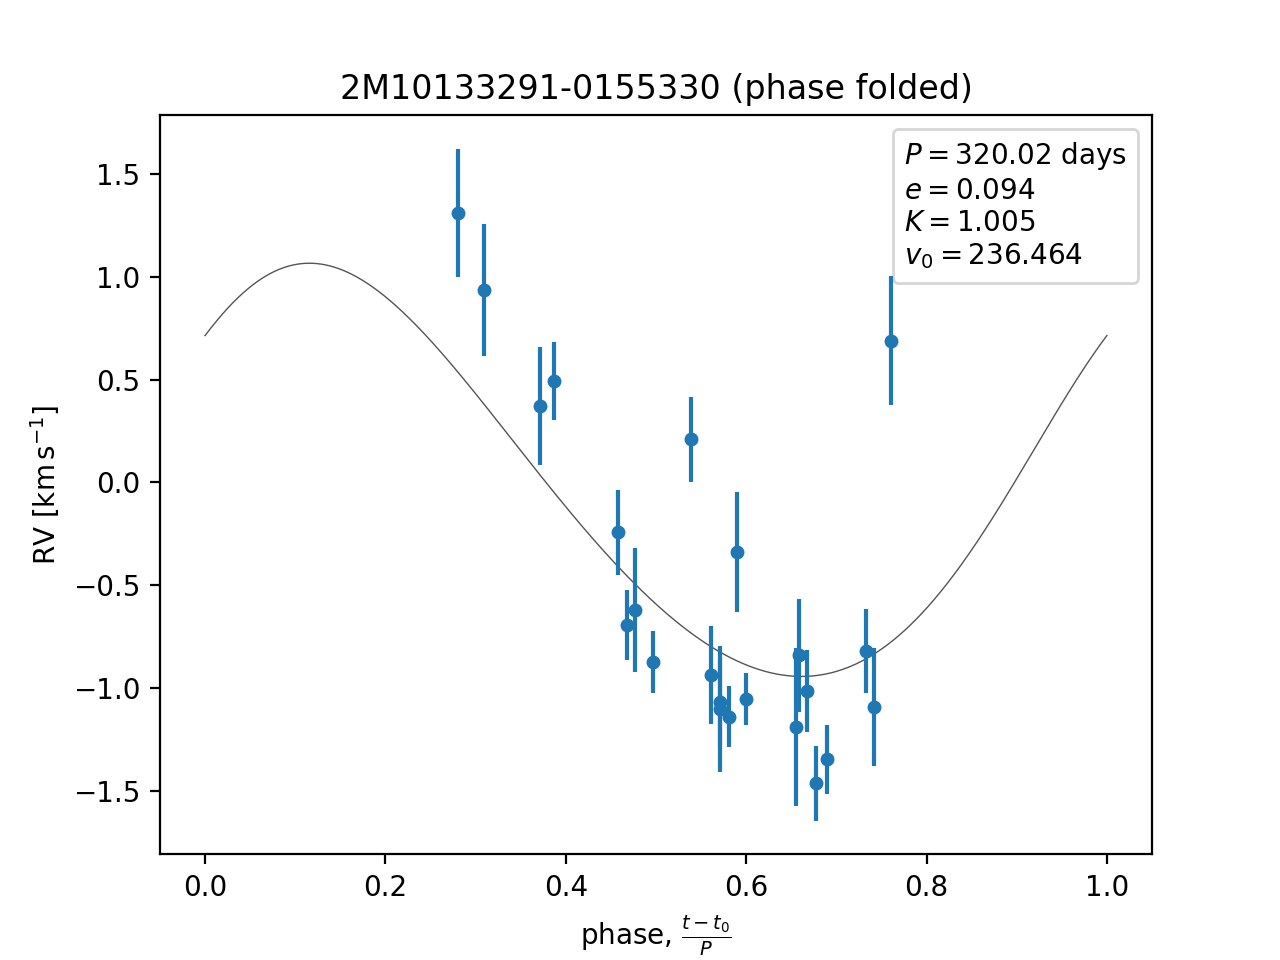 2M10133291-0155330 (phase folded)
P = 320.02 days
e = 0.094
K = 1.005
v₀ = 236.464
RV [km s⁻¹]
1.5
1.0
0.5
0.0
−0.5
−1.0
−1.5
0.0 0.2 0.4 0.6 0.8 1.0
phase, (t − t₀)/P